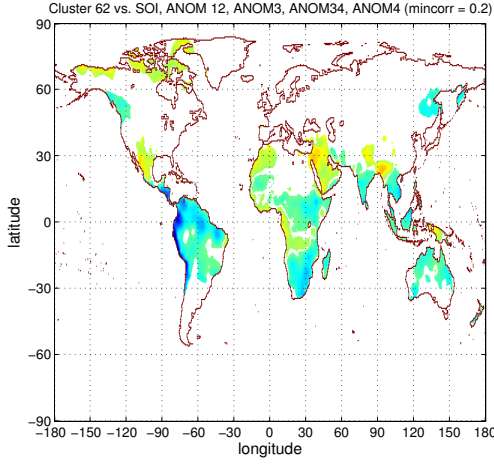 Cluster 62 vs. SOI, ANOM 12, ANOM3, ANOM34, ANOM4 (mincorr = 0.2)
90
60
30
0
−30
−60
−90
latitude
−180 −150 −120 −90 −60 −30 0 30 60 90 120 150 180
longitude